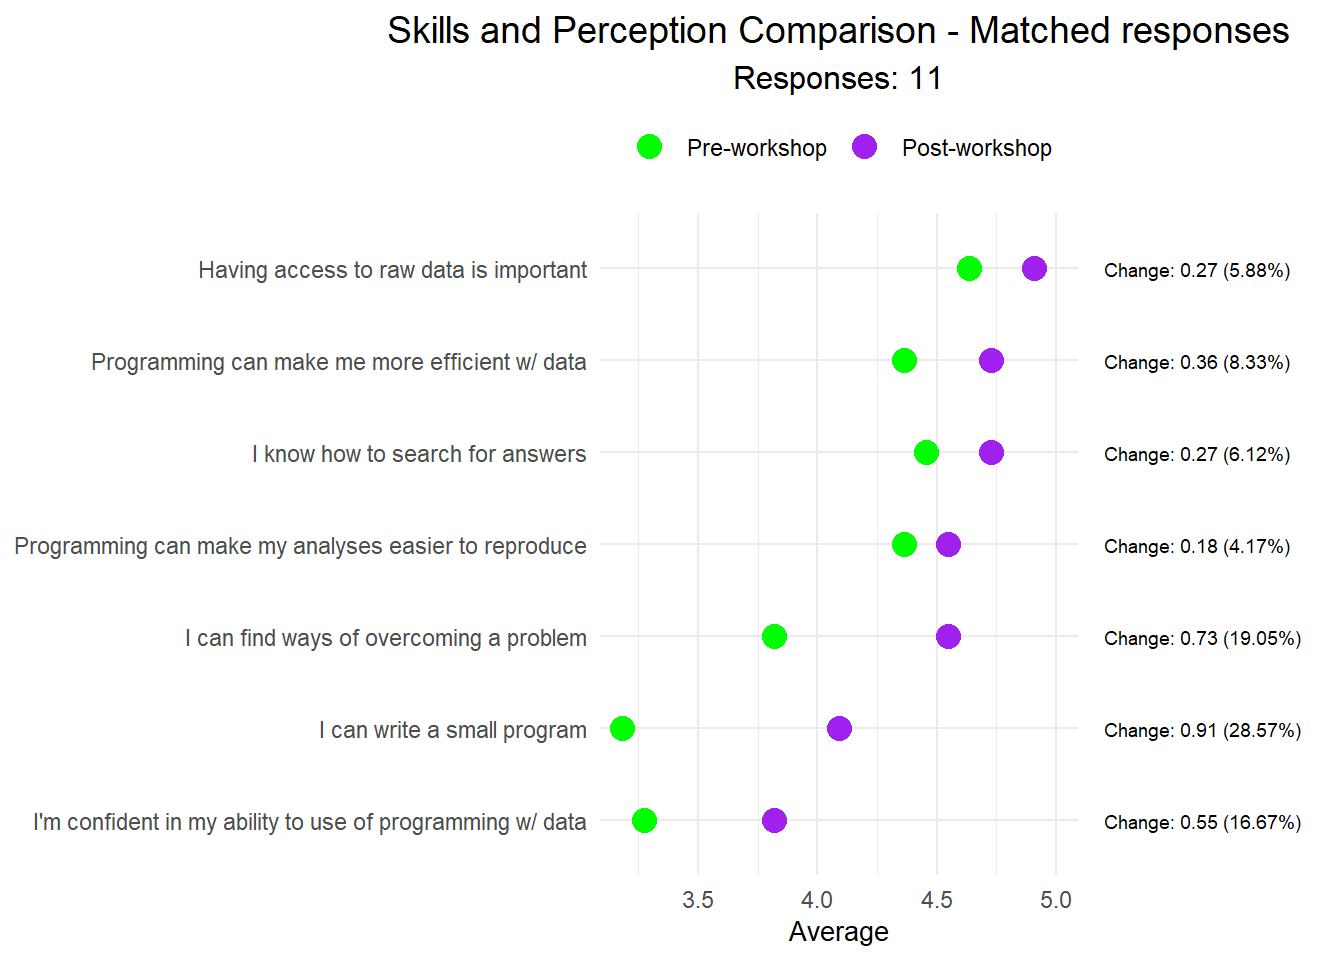 Skills and Perception Comparison - Matched responses
Responses: 11
Pre-workshop Post-workshop
Having access to raw data is important Change: 0.27 (5.88%)
Programming can make me more efficient w/ data Change: 0.36 (8.33%)
I know how to search for answers Change: 0.27 (6.12%)
Programming can make my analyses easier to reproduce Change: 0.18 (4.17%)
I can find ways of overcoming a problem Change: 0.73 (19.05%)
I can write a small program Change: 0.91 (28.57%)
I'm confident in my ability to use of programming w/ data Change: 0.55 (16.67%)
3.5 4.0 4.5 5.0
Average